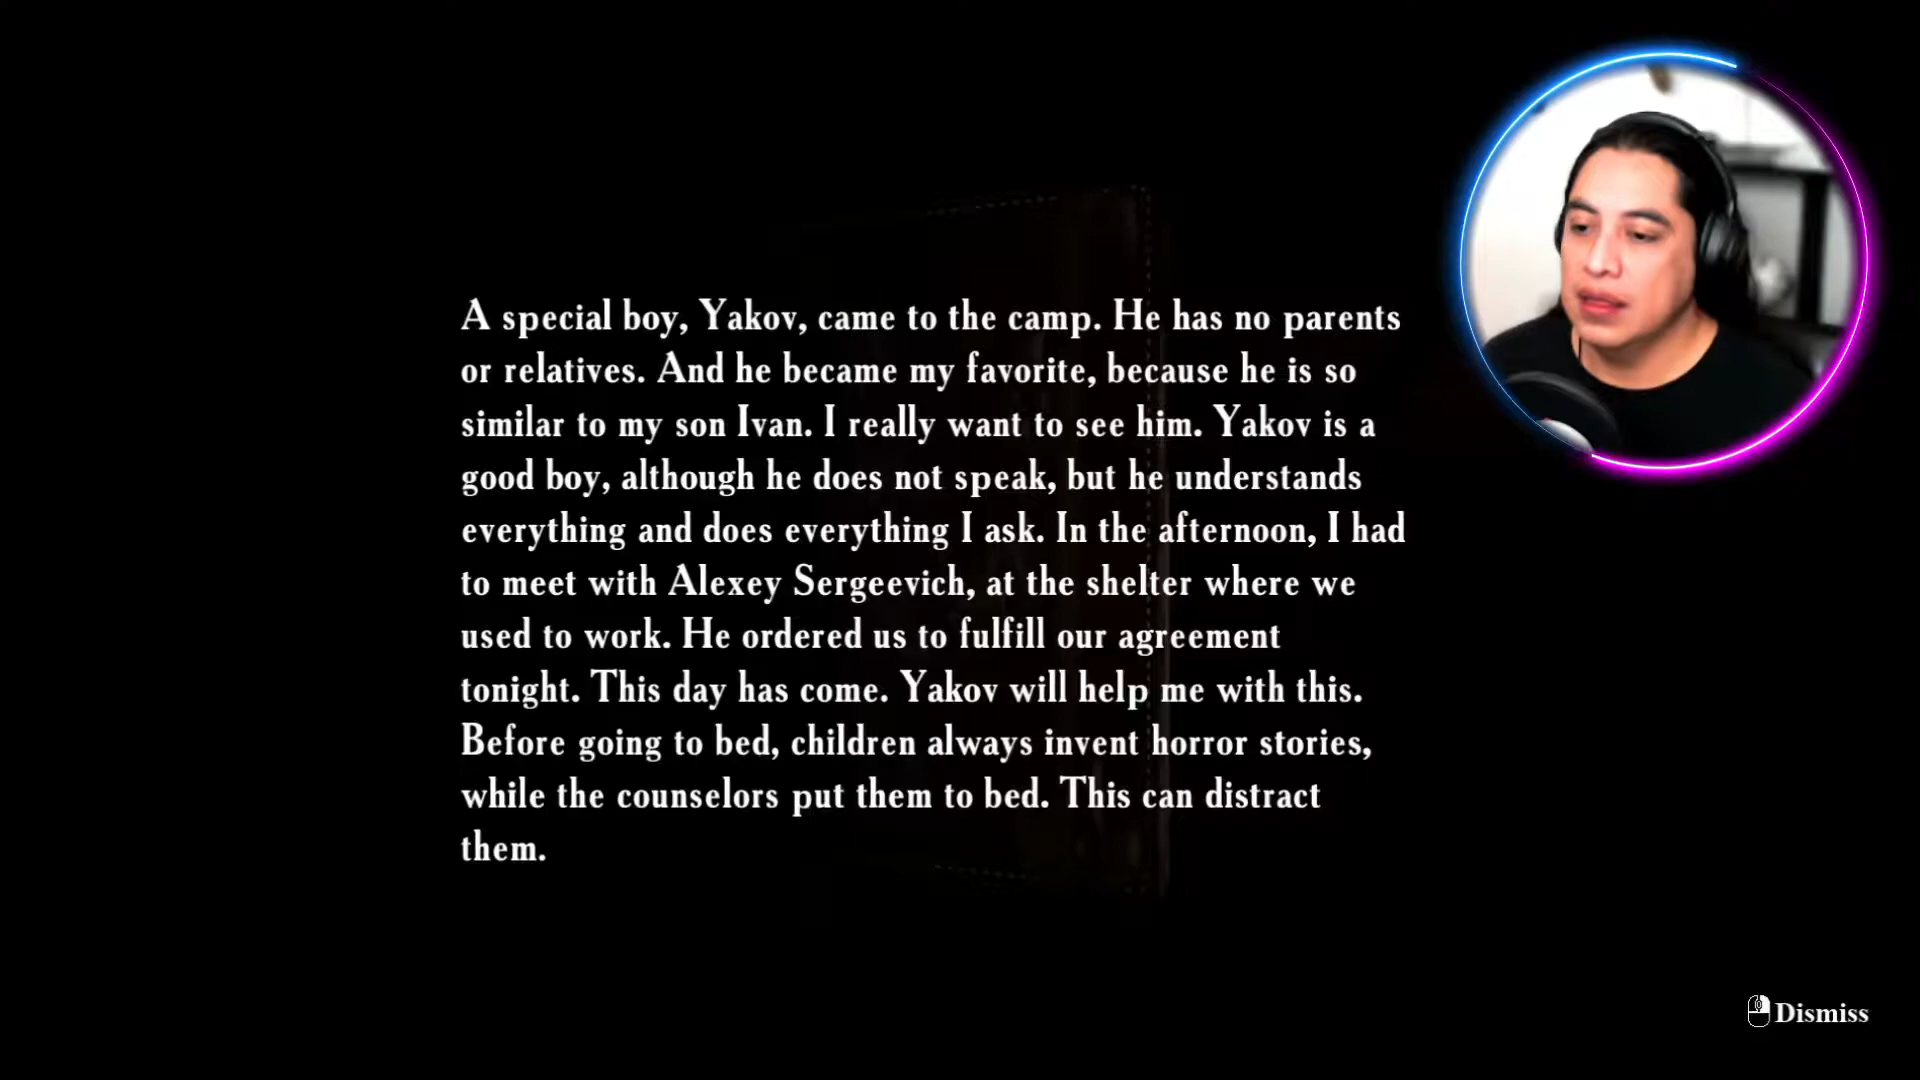 A special boy, Yakov, came to the camp. He has no parents
or relatives. And he became my favorite, because he is so
similar to my son Ivan. I really want to see him. Yakov is a
good boy, although he does not speak, but he understands
everything and does everything I ask. In the afternoon, I had
to meet with Alexey Sergeevich, at the shelter where we
used to work. He ordered us to fulfill our agreement
tonight. This day has come. Yakov will help me with this.
Before going to bed, children always invent horror stories,
while the counselors put them to bed. This can distract
them.
Dismiss